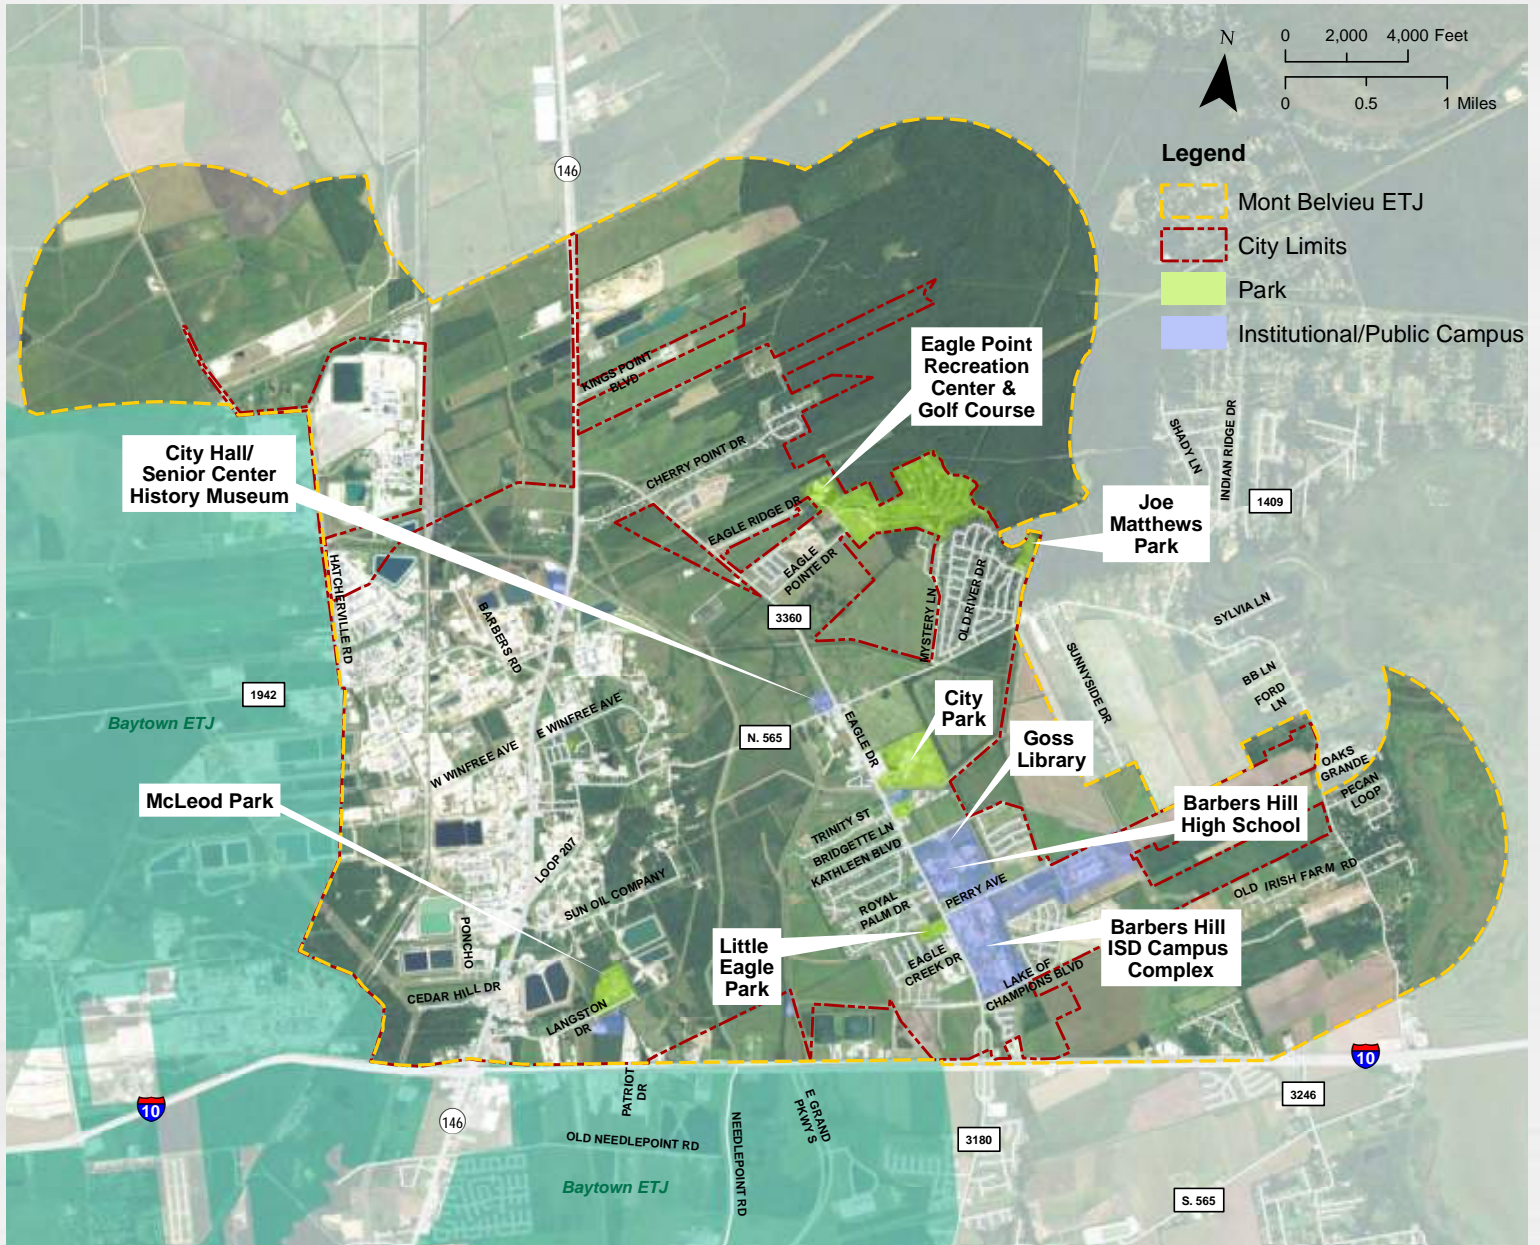 N
0 2,000 4,000 Feet
0 0.5 1 Miles
Legend
Mont Belvieu ETJ
City Limits
Park
Institutional/Public Campus
146
KINGS POINT
BLVD
Eagle Point
Recreation
Center &
Golf Course
SHADY LN
INDIAN RIDGE DR
1409
City Hall/
Senior Center
History Museum
CHERRY POINT DR
EAGLE RIDGE DR
EAGLE
POINTE DR
Joe
Matthews
Park
HATCHERVILLE RD
BARBERS RD
3360
MYSTERY LN
OLD RIVER DR
SYLVIA LN
SUNNYSIDE DR
BB LN
FORD
LN
1942
Baytown ETJ
E WINFREE AVE
W WINFREE AVE
N. 565
EAGLE DR
City
Park
Goss
Library
OAKS
GRANDE
PECAN
LOOP
McLeod Park
Barbers Hill
High School
TRINITY ST
BRIDGETTE LN
KATHLEEN BLVD
LOOP 207
SUN OIL COMPANY
ROYAL
PALM DR
PERRY AVE
OLD IRISH FARM RD
PONCHO
Little
Eagle
Park
EAGLE
CREEK DR
Barbers Hill
ISD Campus
Complex
LAKE OF
CHAMPIONS BLVD
CEDAR HILL DR
LANGSTON
DR
10
10
146
PATRIOT
DR
OLD NEEDLEPOINT RD
NEEDLEPOINT RD
E GRAND
PKWY S
3180
3246
Baytown ETJ
S. 565